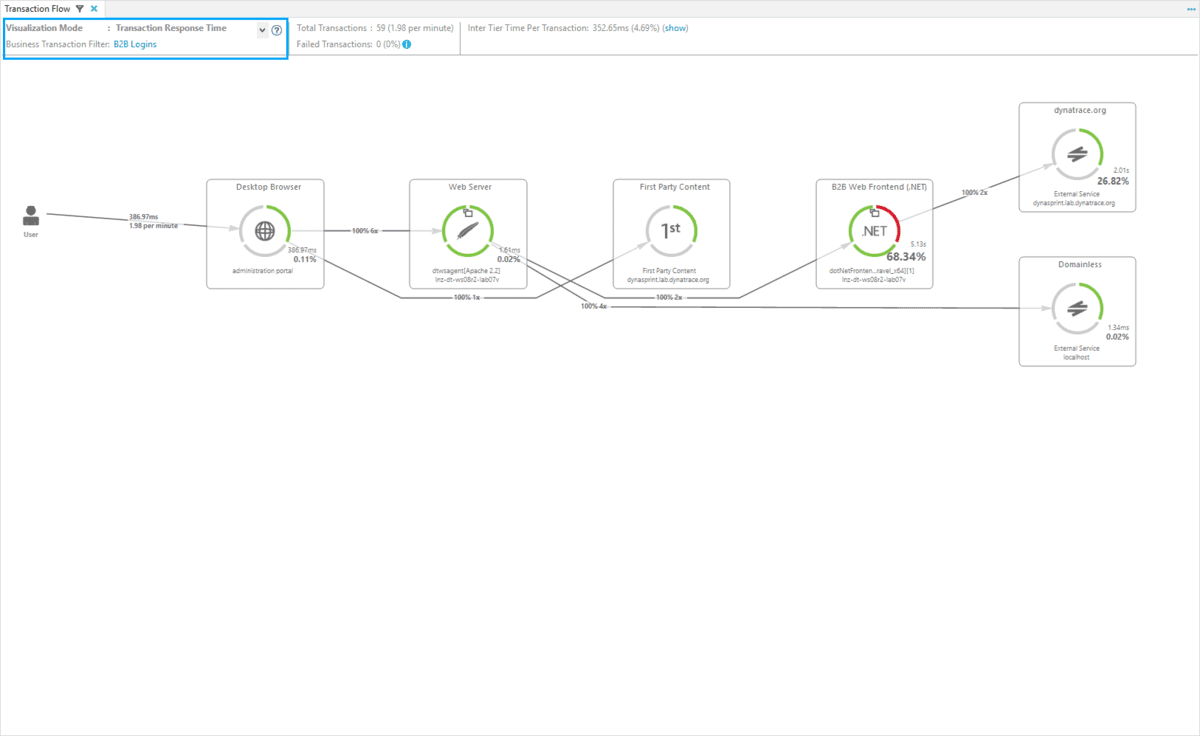 Transaction Flow
Visualization Mode : Transaction Response Time
Business Transaction Filter: B2B Logins
Total Transactions : 59 (1.98 per minute)
Failed Transactions: 0 (0%)
Inter Tier Time Per Transaction: 352.65ms (4.69%) (show)
User
386.97ms
1.98 per minute
Desktop Browser
386.97ms
0.11%
administration portal
100% 6x
100% 1x
Web Server
1.61ms
0.02%
dtwsagent[Apache 2.2]
lnz-dt-ws08r2-lab07v
100% 2x
100% 4x
First Party Content
1st
First Party Content
dynasprint.lab.dynatrace.org
B2B Web Frontend (.NET)
.NET
5.13s
68.34%
dotNetFronten...ravel_x64)[1]
lnz-dt-ws08r2-lab07v
100% 2x
dynatrace.org
2.01s
26.82%
External Service
dynasprint.lab.dynatrace.org
Domainless
1.34ms
0.02%
External Service
localhost